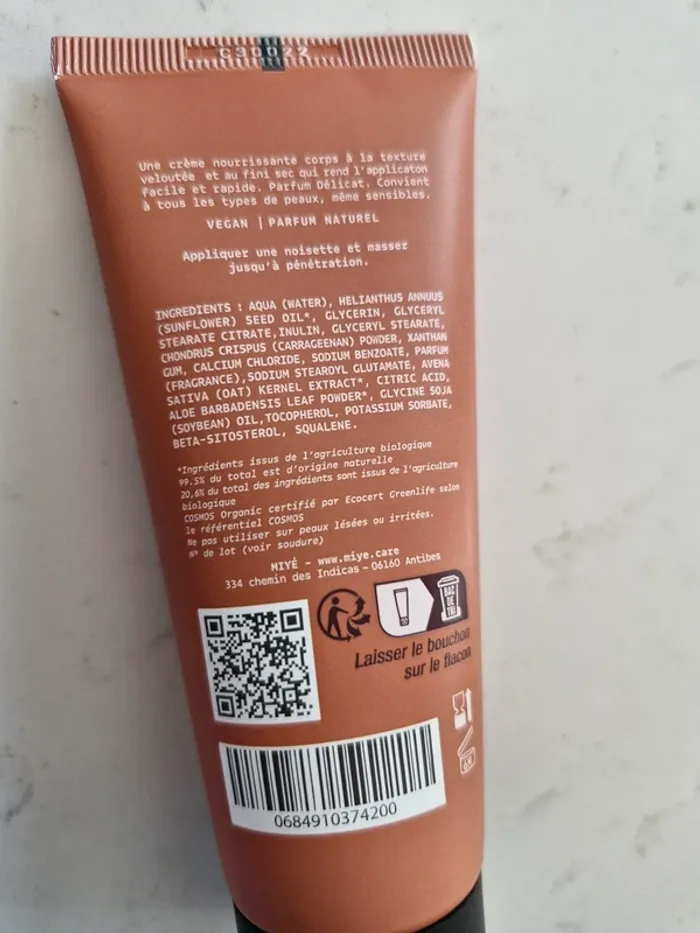 C30022
Une crème nourrissante corps à la texture
veloutée et au fini sec qui rend l'applicaton
facile et rapide. Parfum Délicat. Convient
à tous les types de peaux, même sensibles.
VEGAN | PARFUM NATUREL
Appliquer une noisette et masser
jusqu'à pénétration.
INGREDIENTS : AQUA (WATER), HELIANTHUS ANNUUS
(SUNFLOWER) SEED OIL*, GLYCERIN, GLYCERYL
STEARATE CITRATE,INULIN, GLYCERYL STEARATE,
CHONDRUS CRISPUS (CARRAGEENAN) POWDER, XANTHAN
GUM, CALCIUM CHLORIDE, SODIUM BENZOATE, PARFUM
(FRAGRANCE),SODIUM STEAROYL GLUTAMATE, AVENA
SATIVA (OAT) KERNEL EXTRACT*, CITRIC ACID,
ALOE BARBADENSIS LEAF POWDER*, GLYCINE SOJA
(SOYBEAN) OIL,TOCOPHEROL, POTASSIUM SORBATE,
BETA-SITOSTEROL, SQUALENE.
*Ingrédients issus de l'agriculture biologique
99.5% du total est d'origine naturelle
20,6% du total des ingrédients sont issus de l'agriculture
biologique
COSMOS Organic certifié par Ecocert Greenlife selon
le référentiel COSMOS
Ne pas utiliser sur peaux lésées ou irritées.
N° de lot (voir soudure)
MIYÉ - www.miye.care
334 chemin des Indicas - 06160 Antibes
BAC
DE
TRI
Laisser le bouchon
sur le flacon
6M
0684910374200